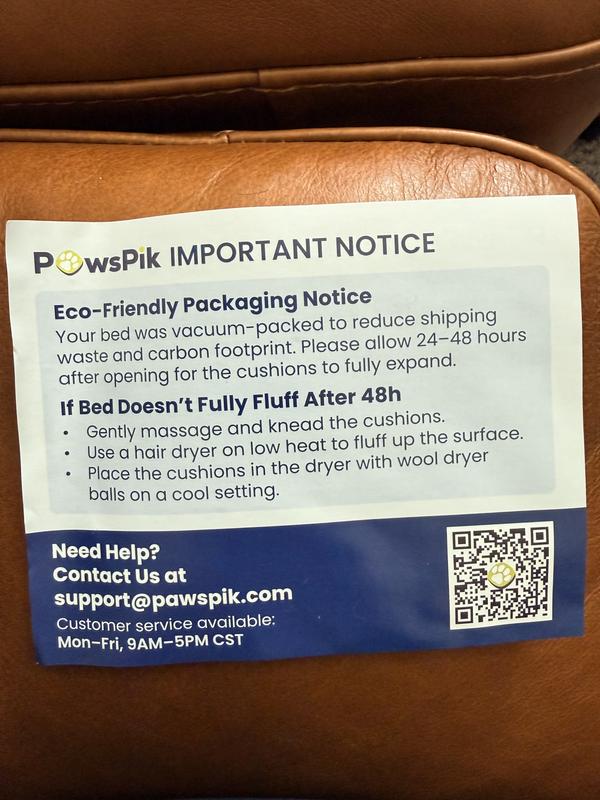 PawsPik IMPORTANT NOTICE
Eco-Friendly Packaging Notice
Your bed was vacuum-packed to reduce shipping
waste and carbon footprint. Please allow 24–48 hours
after opening for the cushions to fully expand.
If Bed Doesn't Fully Fluff After 48h
• Gently massage and knead the cushions.
• Use a hair dryer on low heat to fluff up the surface.
• Place the cushions in the dryer with wool dryer
balls on a cool setting.
Need Help?
Contact Us at
support@pawspik.com
Customer service available:
Mon–Fri, 9AM–5PM CST